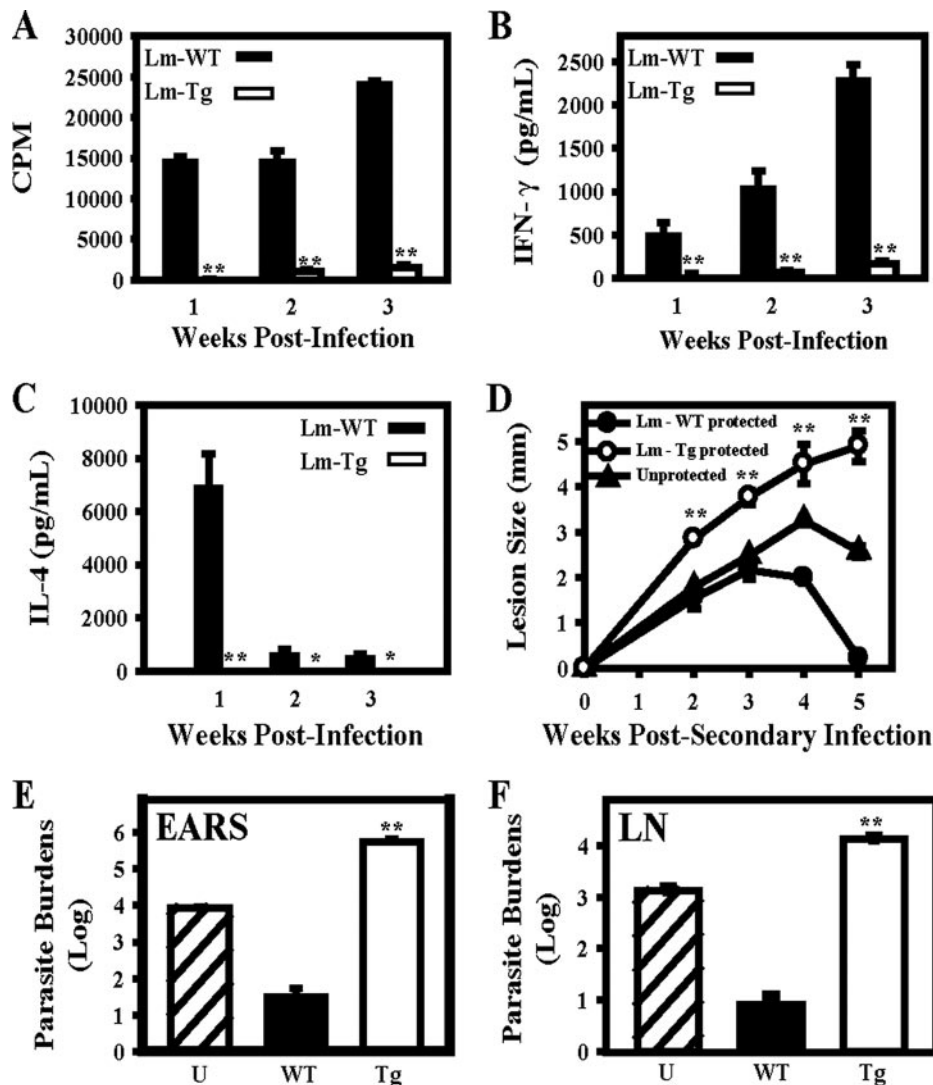 A
30000
25000
20000
15000
10000
5000
0
CPM
Lm-WT
Lm-Tg
** ** **
1 2 3
Weeks Post-Infection
B
2500
2000
1500
1000
500
0
IFN-γ (pg/mL)
Lm-WT
Lm-Tg
** ** **
1 2 3
Weeks Post-Infection
C
10000
8000
6000
4000
2000
0
IL-4 (pg/mL)
Lm-WT
Lm-Tg
** * *
1 2 3
Weeks Post-Infection
D
5
4
3
2
1
0
Lesion Size (mm)
Lm - WT protected
Lm - Tg protected
Unprotected
** ** ** **
0 1 2 3 4 5
Weeks Post-Secondary Infection
E
EARS
6
5
4
3
2
1
0
Parasite Burdens
(Log)
**
U WT Tg
F
LN
4
3
2
1
0
Parasite Burdens
(Log)
**
U WT Tg